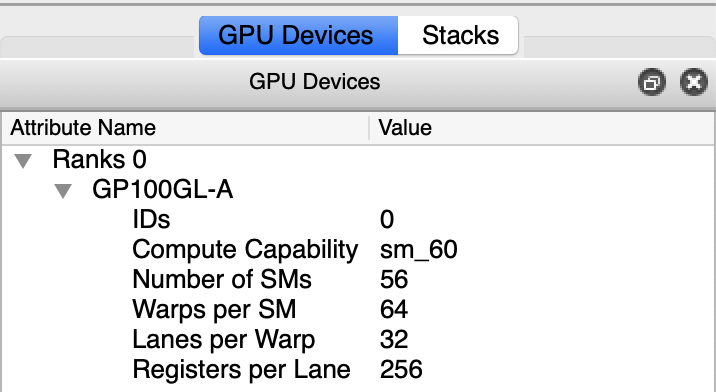 GPU Devices Stacks
GPU Devices
Attribute Name Value
Ranks 0
GP100GL-A
IDs 0
Compute Capability sm_60
Number of SMs 56
Warps per SM 64
Lanes per Warp 32
Registers per Lane 256